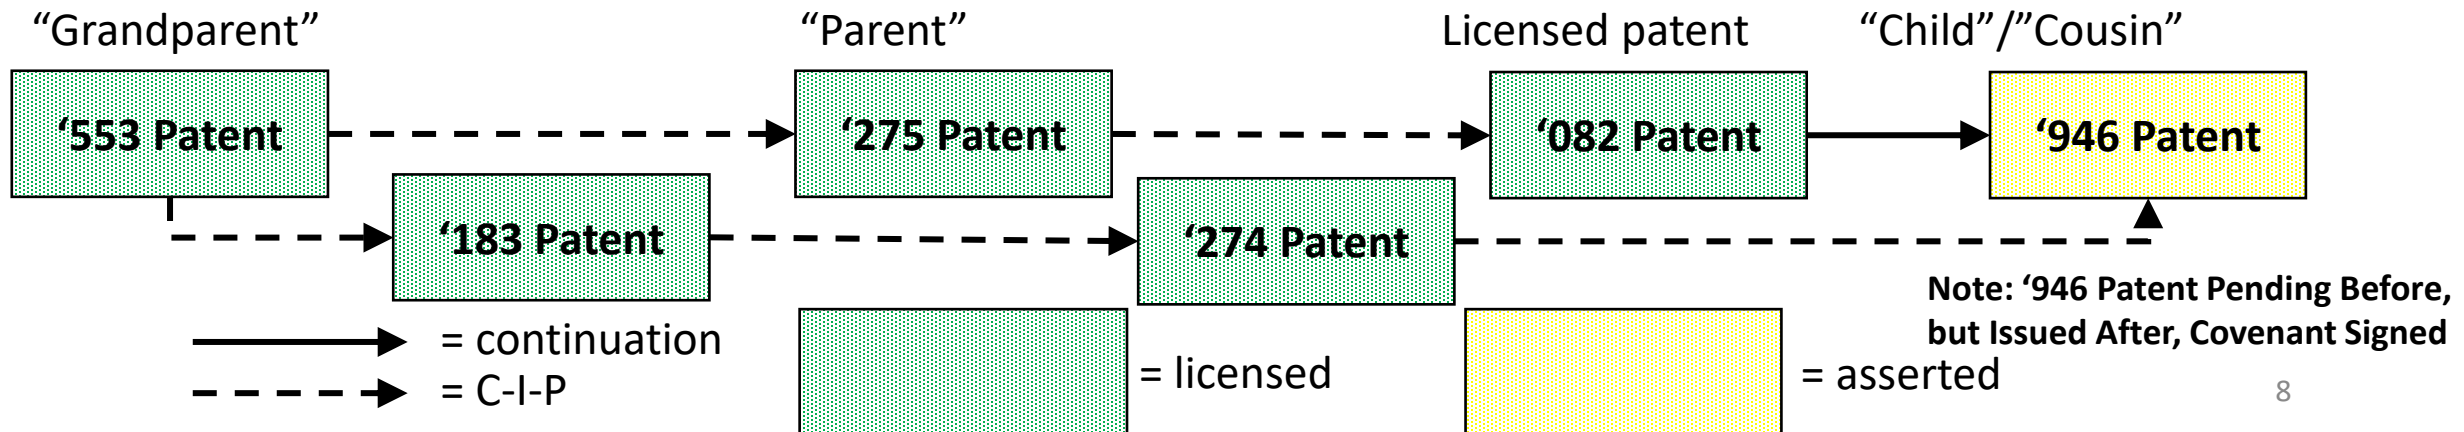 “Grandparent”
“Parent”
Licensed patent
“Child”/”Cousin”
‘553 Patent
‘275 Patent
‘082 Patent
‘946 Patent
‘183 Patent
‘274 Patent
Note: ‘946 Patent Pending Before,
but Issued After, Covenant Signed
= continuation
= C-I-P
= licensed
= asserted
8